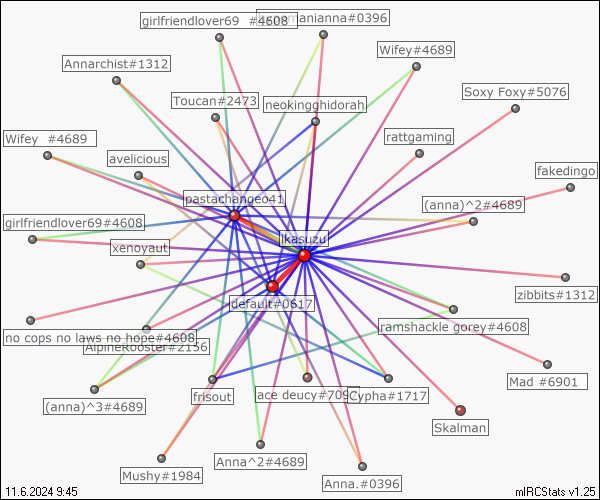 girlfriendlover69 #4608
manianna#0396
Wifey#4689
Annarchist#1312
Soxy Foxy#5076
Toucan#2473
neokingghidorah
Wifey #4689
rattgaming
avelicious
fakedingo
pastachange041
(anna)^2#4689
girlfriendlover69#4608
ikasuzu
xenoyaut
default#0617
zibbits#1312
ramshackle gorey#4608
no cops no laws no hope#4608
AlpineRooster#2156
Mad #6901
frisout
ace deucy#709
Cypha#1717
(anna)^3#4689
Skalman
Anna^2#4689
Mushy#1984
Anna.#0396
11.6.2024 9:45
mIRCStats v1.25